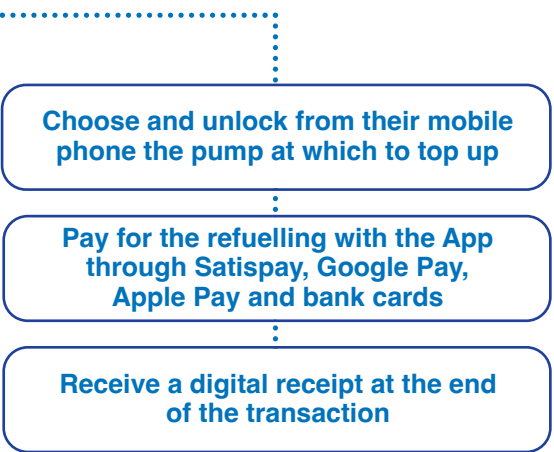 Choose and unlock from their mobile
phone the pump at which to top up
Pay for the refuelling with the App
through Satispay, Google Pay,
Apple Pay and bank cards
Receive a digital receipt at the end
of the transaction